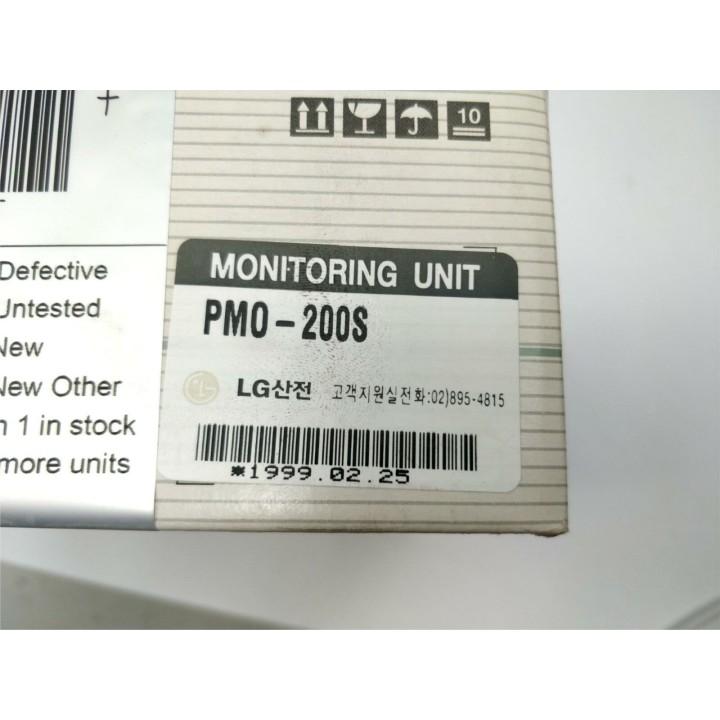 10
MONITORING UNIT
PMO-200S
LG산전 고객지원실전화:02)895-4815
*1999.02.25
Defective
Untested
New
New Other
1 in stock
more units